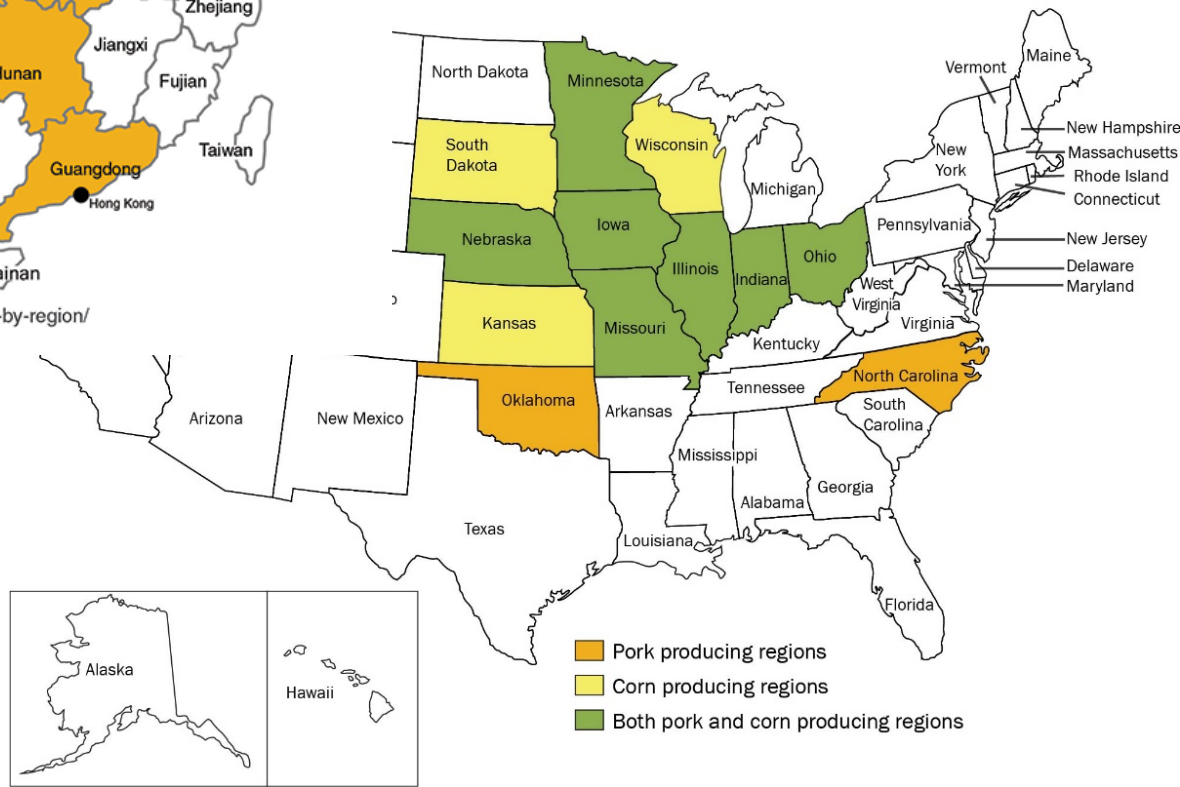 Zhejiang
Jiangxi
Fujian
Guangdong
Taiwan
Hong Kong
-by-region/
North Dakota
Minnesota
South
Dakota
Wisconsin
Michigan
Nebraska
Iowa
Illinois
Indiana
Ohio
Kansas
Missouri
Vermont
Maine
New Hampshire
Massachusetts
Rhode Island
Connecticut
New
York
Pennsylvania
New Jersey
Delaware
Maryland
West
Virginia
Virginia
Kentucky
Arizona
New Mexico
Oklahoma
Arkansas
Tennessee
North Carolina
South
Carolina
Mississippi
Alabama
Georgia
Texas
Louisiana
Florida
Alaska
Hawaii
Pork producing regions
Corn producing regions
Both pork and corn producing regions